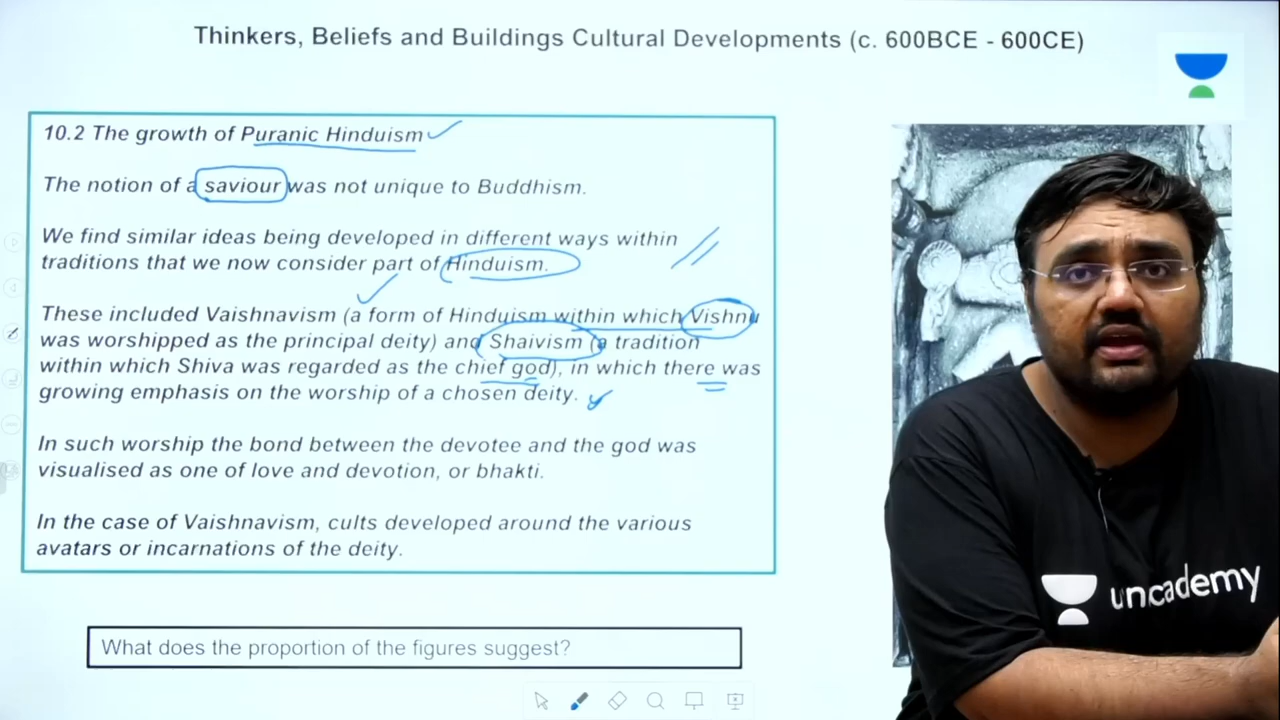 Thinkers, Beliefs and Buildings Cultural Developments (c. 600BCE - 600CE)
10.2 The growth of Puranic Hinduism
The notion of a saviour was not unique to Buddhism.
We find similar ideas being developed in different ways within
traditions that we now consider part of Hinduism.
These included Vaishnavism (a form of Hinduism within which Vishnu
was worshipped as the principal deity) and Shaivism (a tradition
within which Shiva was regarded as the chief god), in which there was
growing emphasis on the worship of a chosen deity.
In such worship the bond between the devotee and the god was
visualised as one of love and devotion, or bhakti.
In the case of Vaishnavism, cults developed around the various
avatars or incarnations of the deity.
What does the proportion of the figures suggest?
unacademy